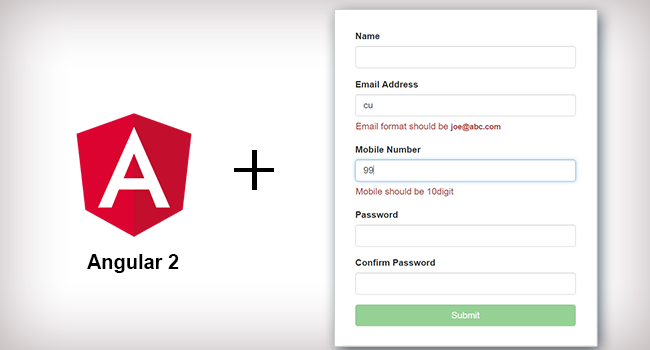 A
Angular 2
+
Name
Email Address
cu
Email format should be joe@abc.com
Mobile Number
99
Mobile should be 10digit
Password
Confirm Password
Submit